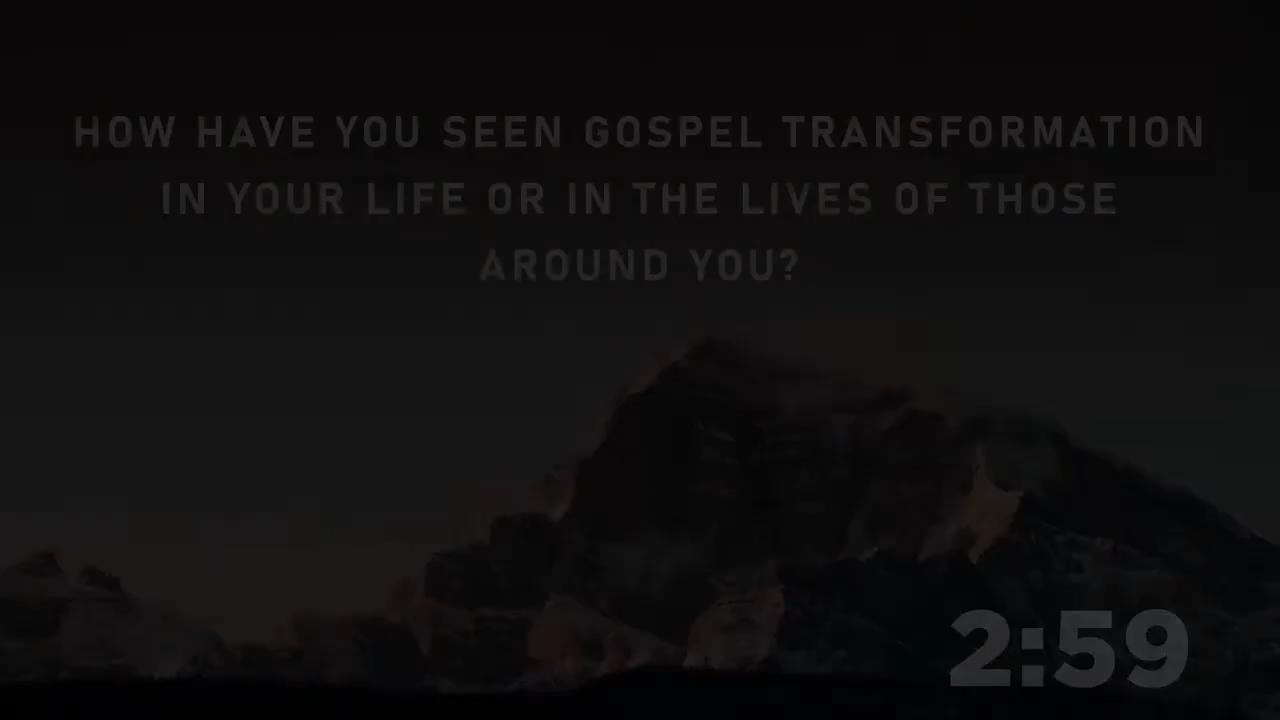 HOW HAVE YOU SEEN GOSPEL TRANSFORMATION
IN YOUR LIFE OR IN THE LIVES OF THOSE
AROUND YOU?
2:59